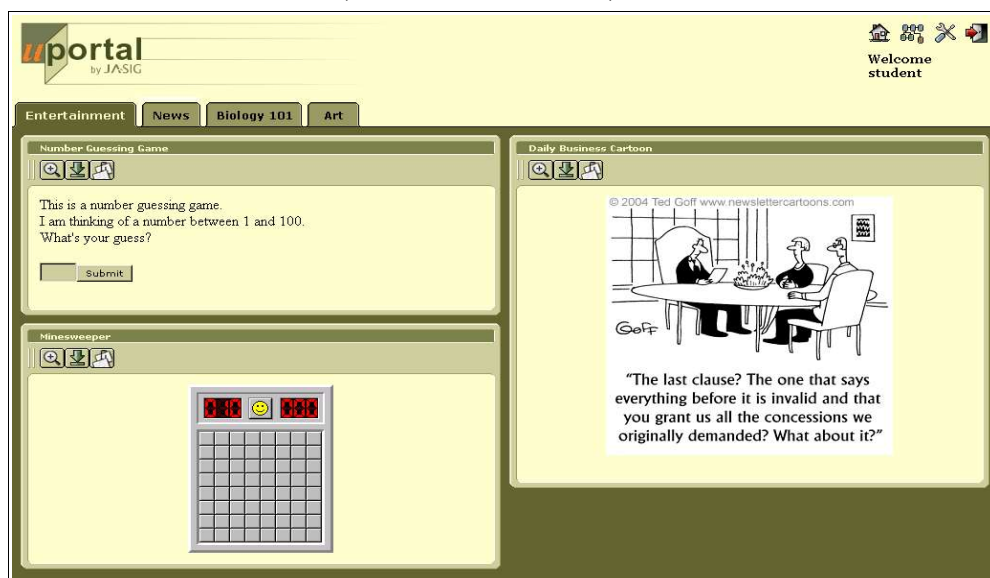 uportal
by JA-SIG
Welcome
student
Entertainment
News
Biology 101
Art
Number Guessing Game
This is a number guessing game.
I am thinking of a number between 1 and 100.
What's your guess?
Submit
Minesweeper
Daily Business Cartoon
© 2004 Ted Goff www.newslettercartoons.com
Goff
"The last clause? The one that says
everything before it is invalid and that
you grant us all the concessions we
originally demanded? What about it?"